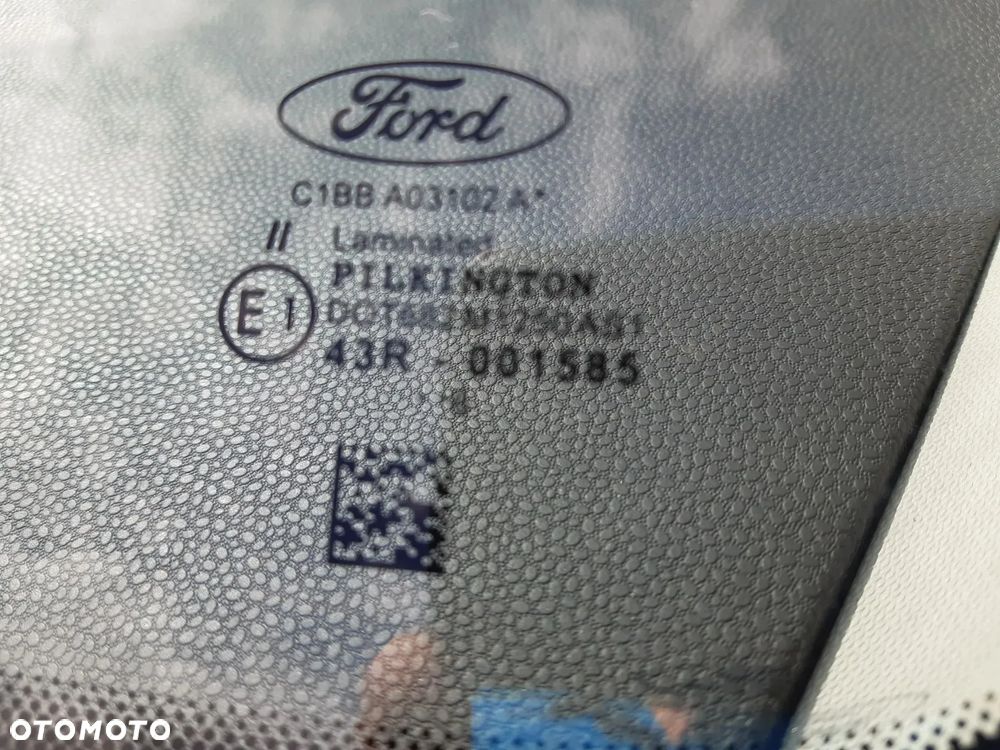 Ford
C1BB A03102 A*
// Laminated
PILKINGTON
E1
43R - 001585
OTOMOTO